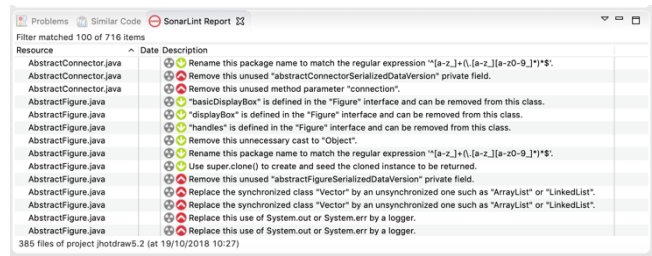 Problems Similar Code SonarLint Report
Filter matched 100 of 716 items
Resource Date Description
AbstractConnector.java Rename this package name to match the regular expression '^[a-z_]+(\.[a-z_][a-z0-9_]*)*$'.
AbstractConnector.java Remove this unused "abstractConnectorSerializedDataVersion" private field.
AbstractConnector.java Remove this unused method parameter "connection".
AbstractFigure.java "basicDisplayBox" is defined in the "Figure" interface and can be removed from this class.
AbstractFigure.java "displayBox" is defined in the "Figure" interface and can be removed from this class.
AbstractFigure.java "handles" is defined in the "Figure" interface and can be removed from this class.
AbstractFigure.java Remove this unnecessary cast to "Object".
AbstractFigure.java Rename this package name to match the regular expression '^[a-z_]+(\.[a-z_][a-z0-9_]*)*$'.
AbstractFigure.java Use super.clone() to create and seed the cloned instance to be returned.
AbstractFigure.java Remove this unused "abstractFigureSerializedDataVersion" private field.
AbstractFigure.java Replace the synchronized class "Vector" by an unsynchronized one such as "ArrayList" or "LinkedList".
AbstractFigure.java Replace the synchronized class "Vector" by an unsynchronized one such as "ArrayList" or "LinkedList".
AbstractFigure.java Replace this use of System.out or System.err by a logger.
AbstractFigure.java Replace this use of System.out or System.err by a logger.
385 files of project jhotdraw5.2 (at 19/10/2018 10:27)